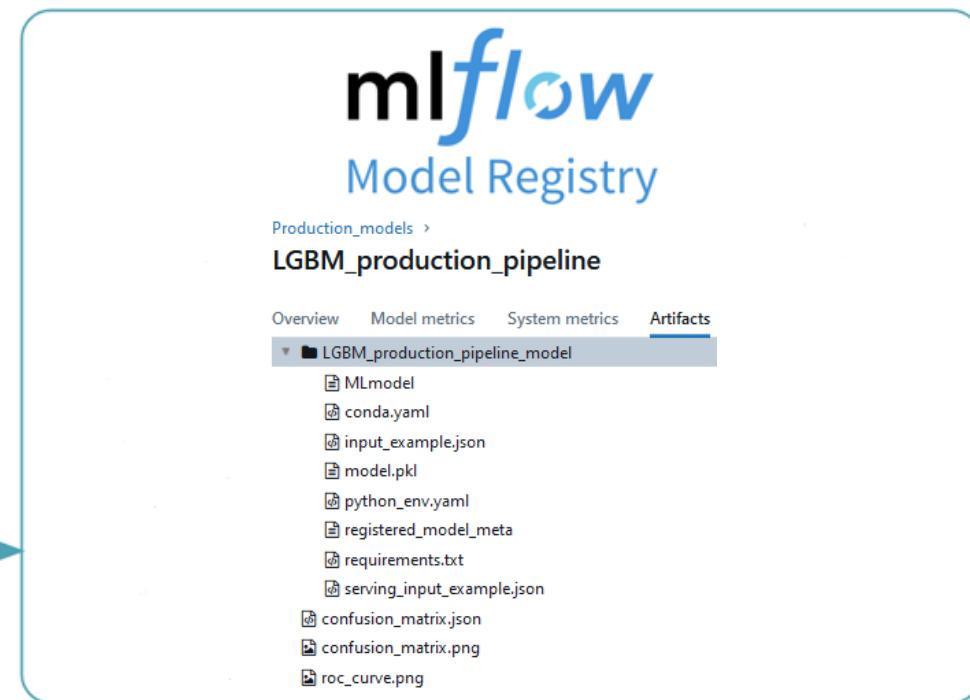 mlflow
Model Registry
Production_models >
LGBM_production_pipeline
Overview Model metrics System metrics Artifacts
LGBM_production_pipeline_model
MLmodel
conda.yaml
input_example.json
model.pkl
python_env.yaml
registered_model_meta
requirements.txt
serving_input_example.json
confusion_matrix.json
confusion_matrix.png
roc_curve.png